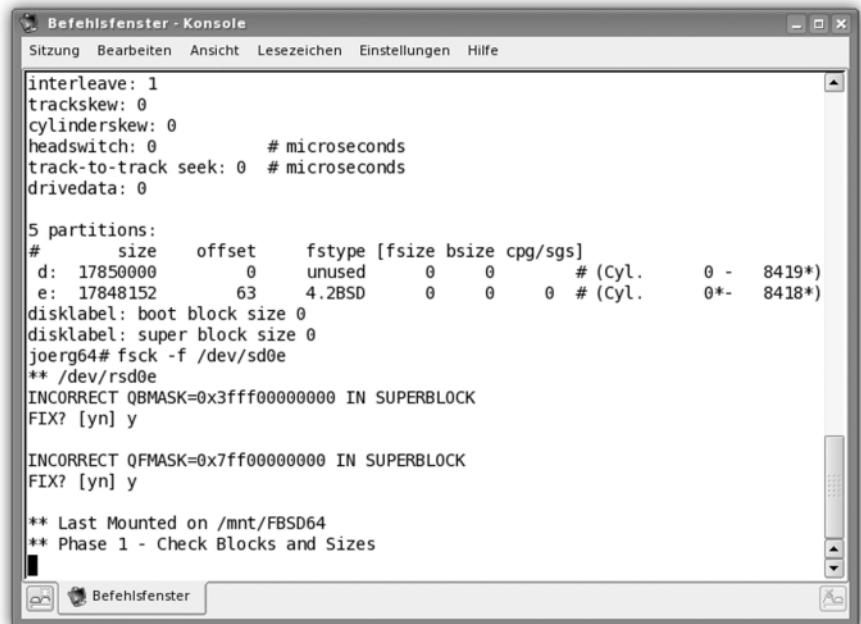 Befehlsfenster - Konsole
Sitzung Bearbeiten Ansicht Lesezeichen Einstellungen Hilfe
interleave: 1
trackskew: 0
cylinderskew: 0
headswitch: 0 # microseconds
track-to-track seek: 0 # microseconds
drivedata: 0
5 partitions:
# size offset fstype [fsize bsize cpg/sgs]
d: 17850000 0 unused 0 0 # (Cyl. 0 - 8419*)
e: 17848152 63 4.2BSD 0 0 0 # (Cyl. 0*- 8418*)
disklabel: boot block size 0
disklabel: super block size 0
joerg64# fsck -f /dev/sd0e
** /dev/rsd0e
INCORRECT QBMASK=0x3fff00000000 IN SUPERBLOCK
FIX? [yn] y
INCORRECT QFMASK=0x7ff00000000 IN SUPERBLOCK
FIX? [yn] y
** Last Mounted on /mnt/FBSD64
** Phase 1 - Check Blocks and Sizes
Befehlsfenster